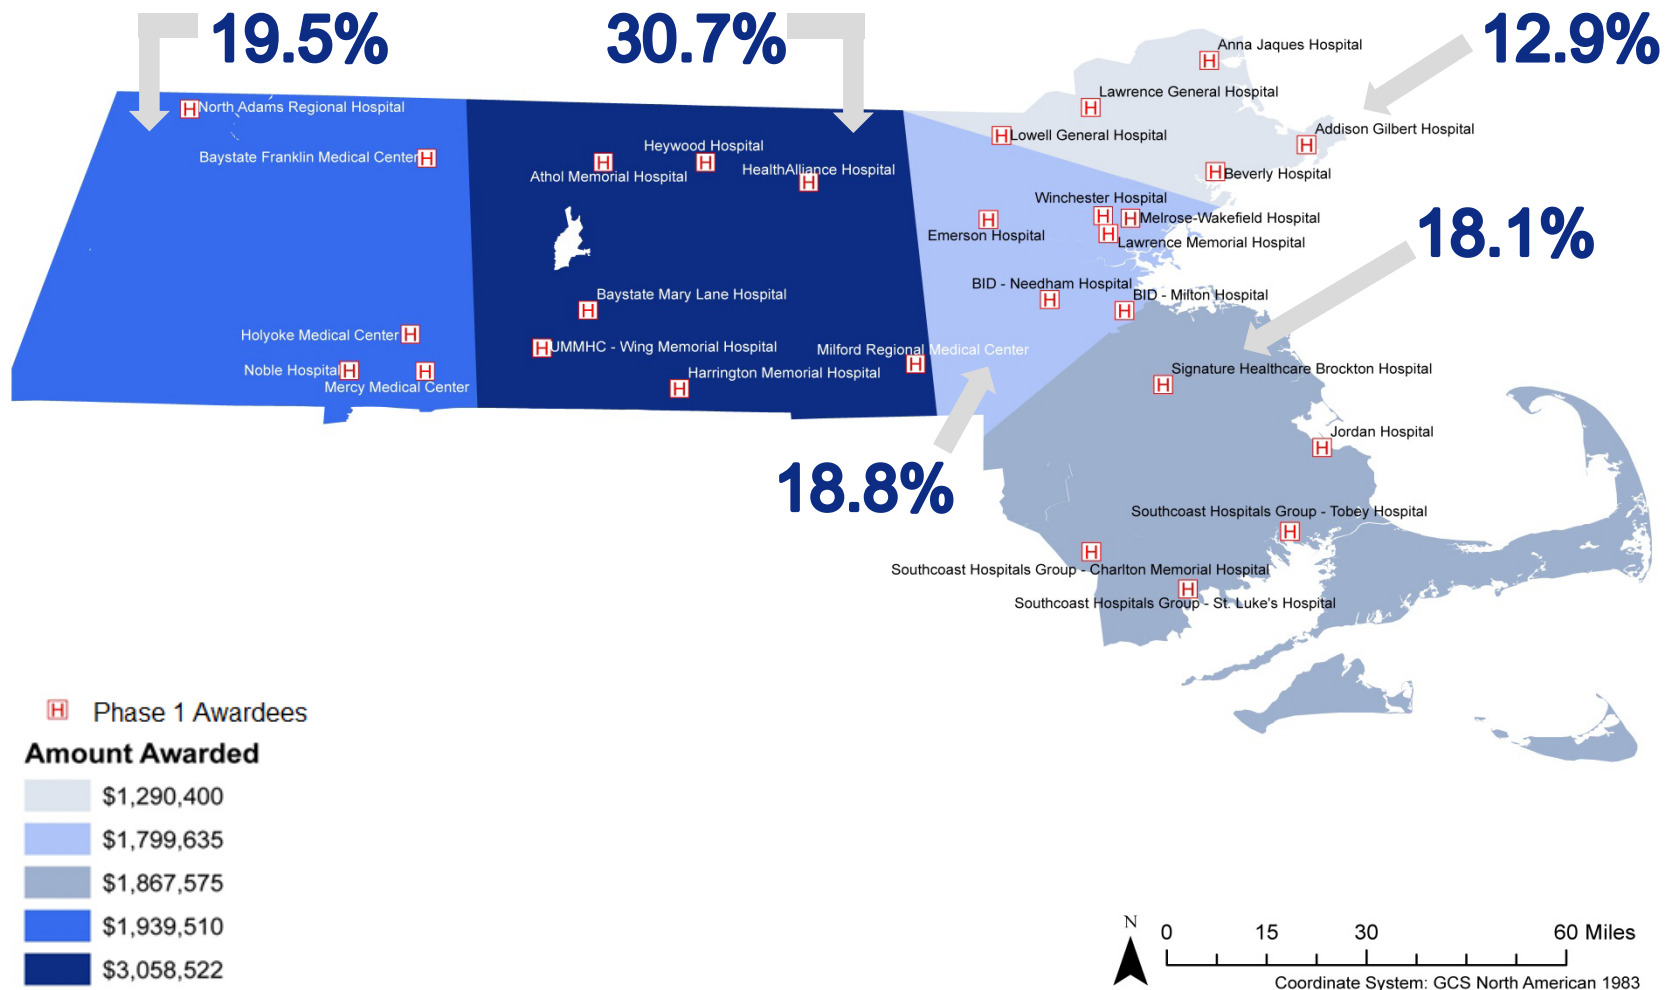 19.5%
30.7%
12.9%
Anna Jaques Hospital
Lawrence General Hospital
North Adams Regional Hospital
Lowell General Hospital
Addison Gilbert Hospital
Heywood Hospital
Baystate Franklin Medical Center
Athol Memorial Hospital
HealthAlliance Hospital
Beverly Hospital
Winchester Hospital
Melrose-Wakefield Hospital
18.1%
Emerson Hospital
Lawrence Memorial Hospital
BID - Needham Hospital
Baystate Mary Lane Hospital
BID - Milton Hospital
Holyoke Medical Center
UMMHC - Wing Memorial Hospital
Milford Regional Medical Center
Noble Hospital
Harrington Memorial Hospital
Signature Healthcare Brockton Hospital
Mercy Medical Center
Jordan Hospital
18.8%
Southcoast Hospitals Group - Tobey Hospital
Southcoast Hospitals Group - Charlton Memorial Hospital
Southcoast Hospitals Group - St. Luke's Hospital
H Phase 1 Awardees
Amount Awarded
$1,290,400
$1,799,635
$1,867,575
$1,939,510
$3,058,522
N
0 15 30 60 Miles
Coordinate System: GCS North American 1983